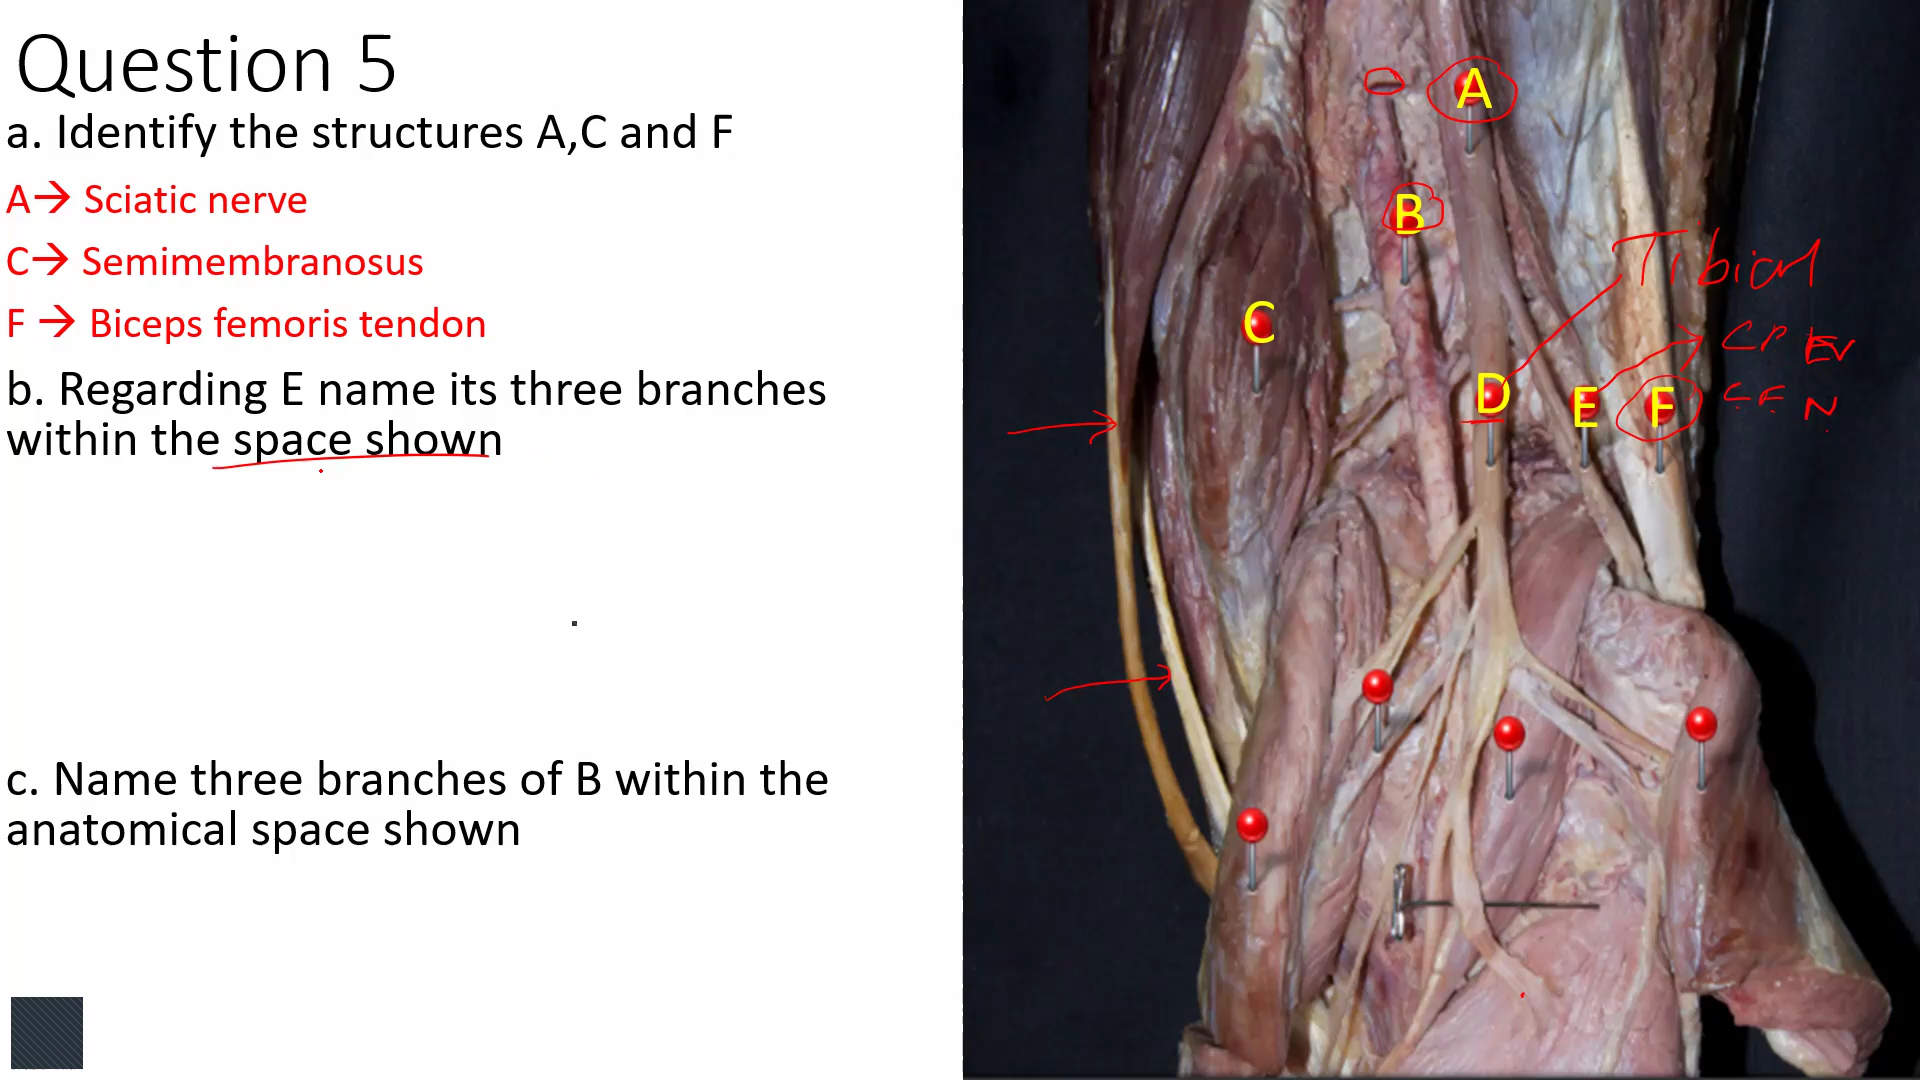 Question 5
a. Identify the structures A,C and F
A→ Sciatic nerve
C→ Semimembranosus
F → Biceps femoris tendon
b. Regarding E name its three branches
within the space shown
c. Name three branches of B within the
anatomical space shown
A
B
C
Tibial
CP
D
E
F
N